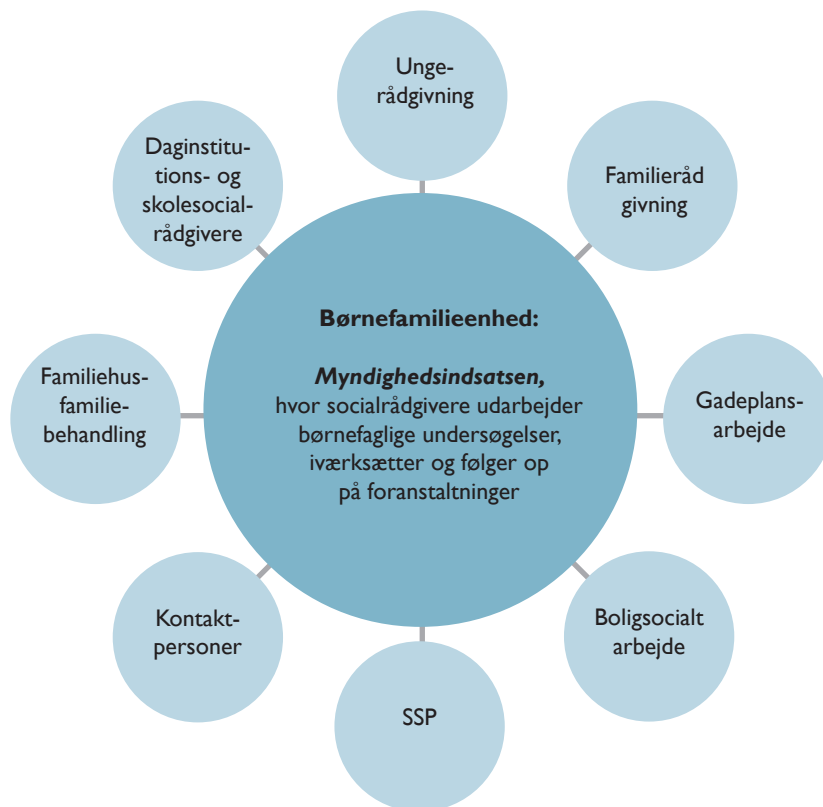 Unge-
rådgivning
Daginstitu-
tions- og
skolesocial-
rådgivere
Familieråd
givning
Børnefamilieenhed:
Myndighedsindsatsen,
hvor socialrådgivere udarbejder
børnefaglige undersøgelser,
iværksætter og følger op
på foranstaltninger
Familiehus-
familie-
behandling
Gadeplans-
arbejde
Kontakt-
personer
Boligsocialt
arbejde
SSP